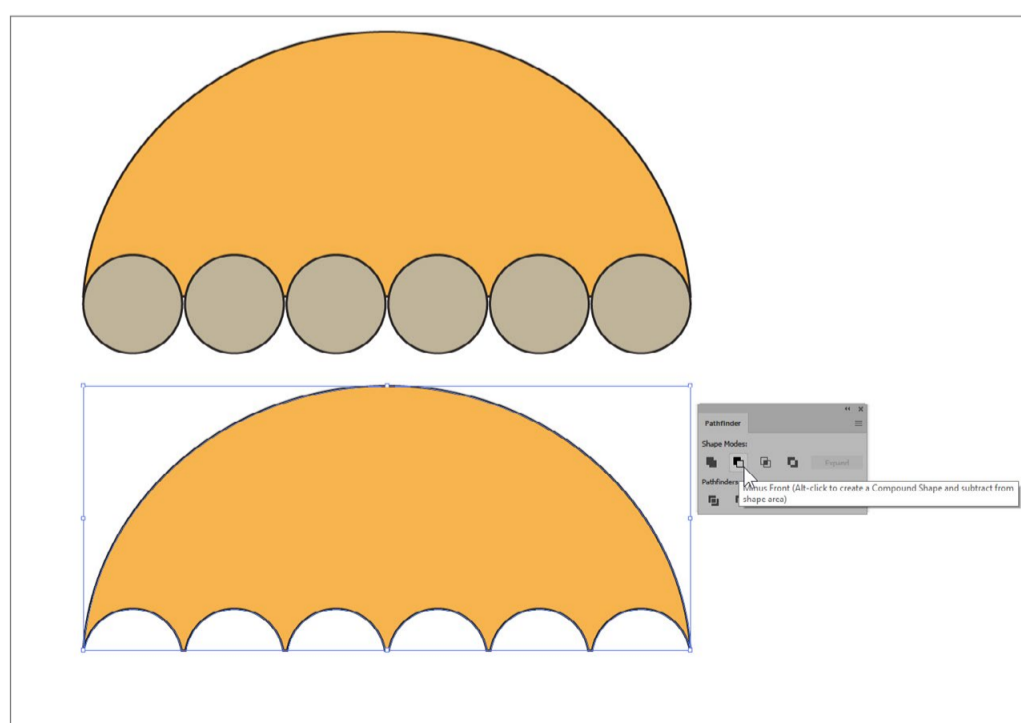 Pathfinder
Shape Modes:
Expand
Pathfinders
Minus Front (Alt-click to create a Compound Shape and subtract from
shape area)